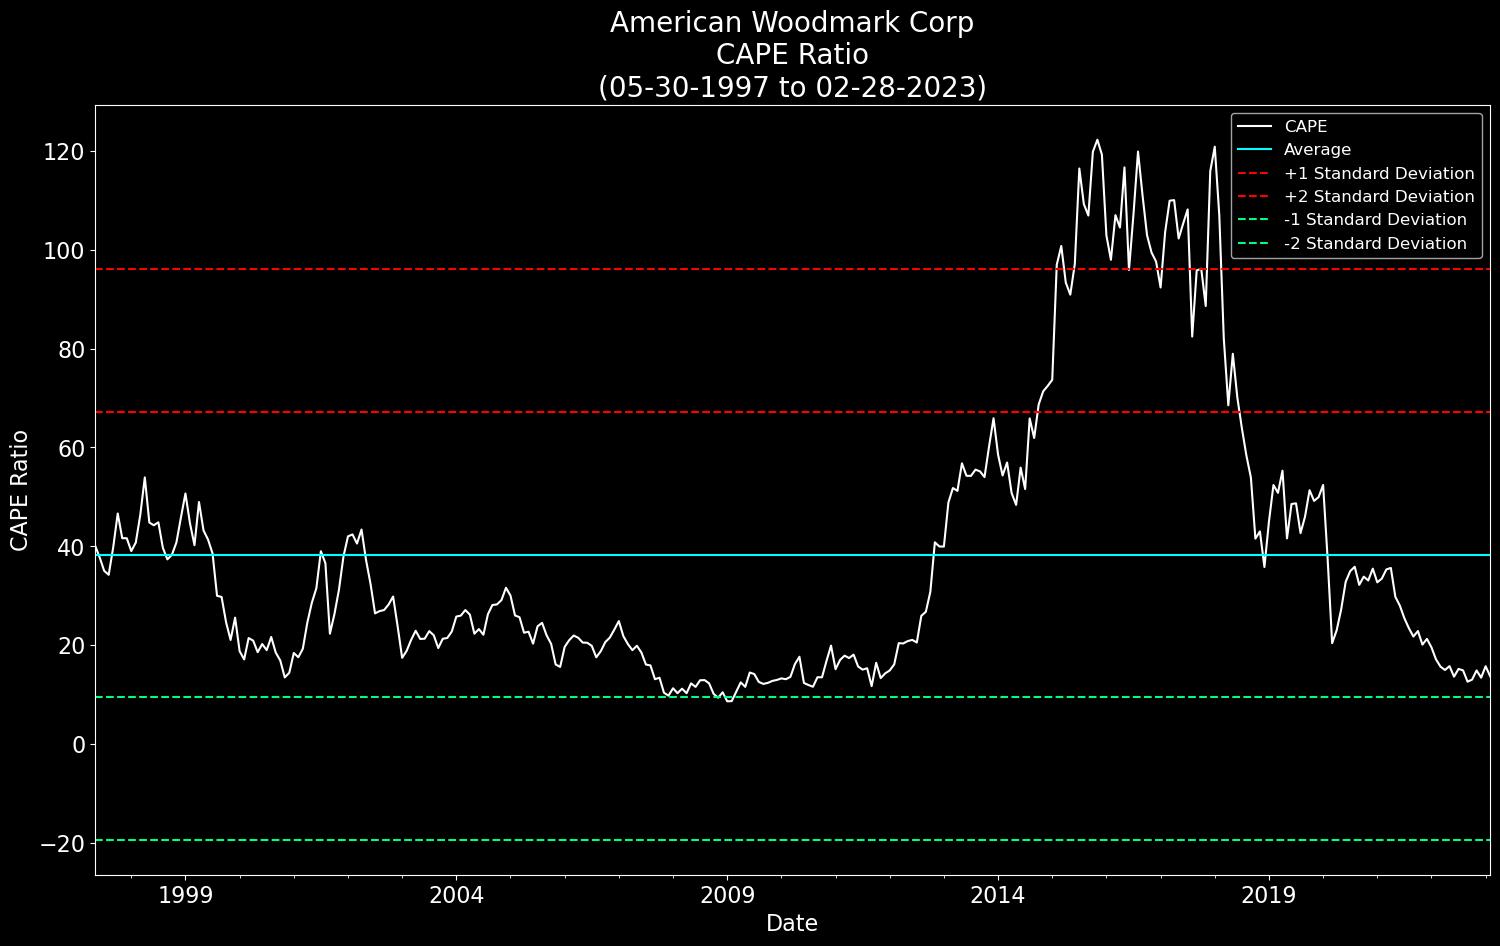 American Woodmark Corp
CAPE Ratio
(05-30-1997 to 02-28-2023)
CAPE
Average
+1 Standard Deviation
+2 Standard Deviation
-1 Standard Deviation
-2 Standard Deviation
CAPE Ratio
120
100
80
60
40
20
0
−20
1999
2004
2009
2014
2019
Date